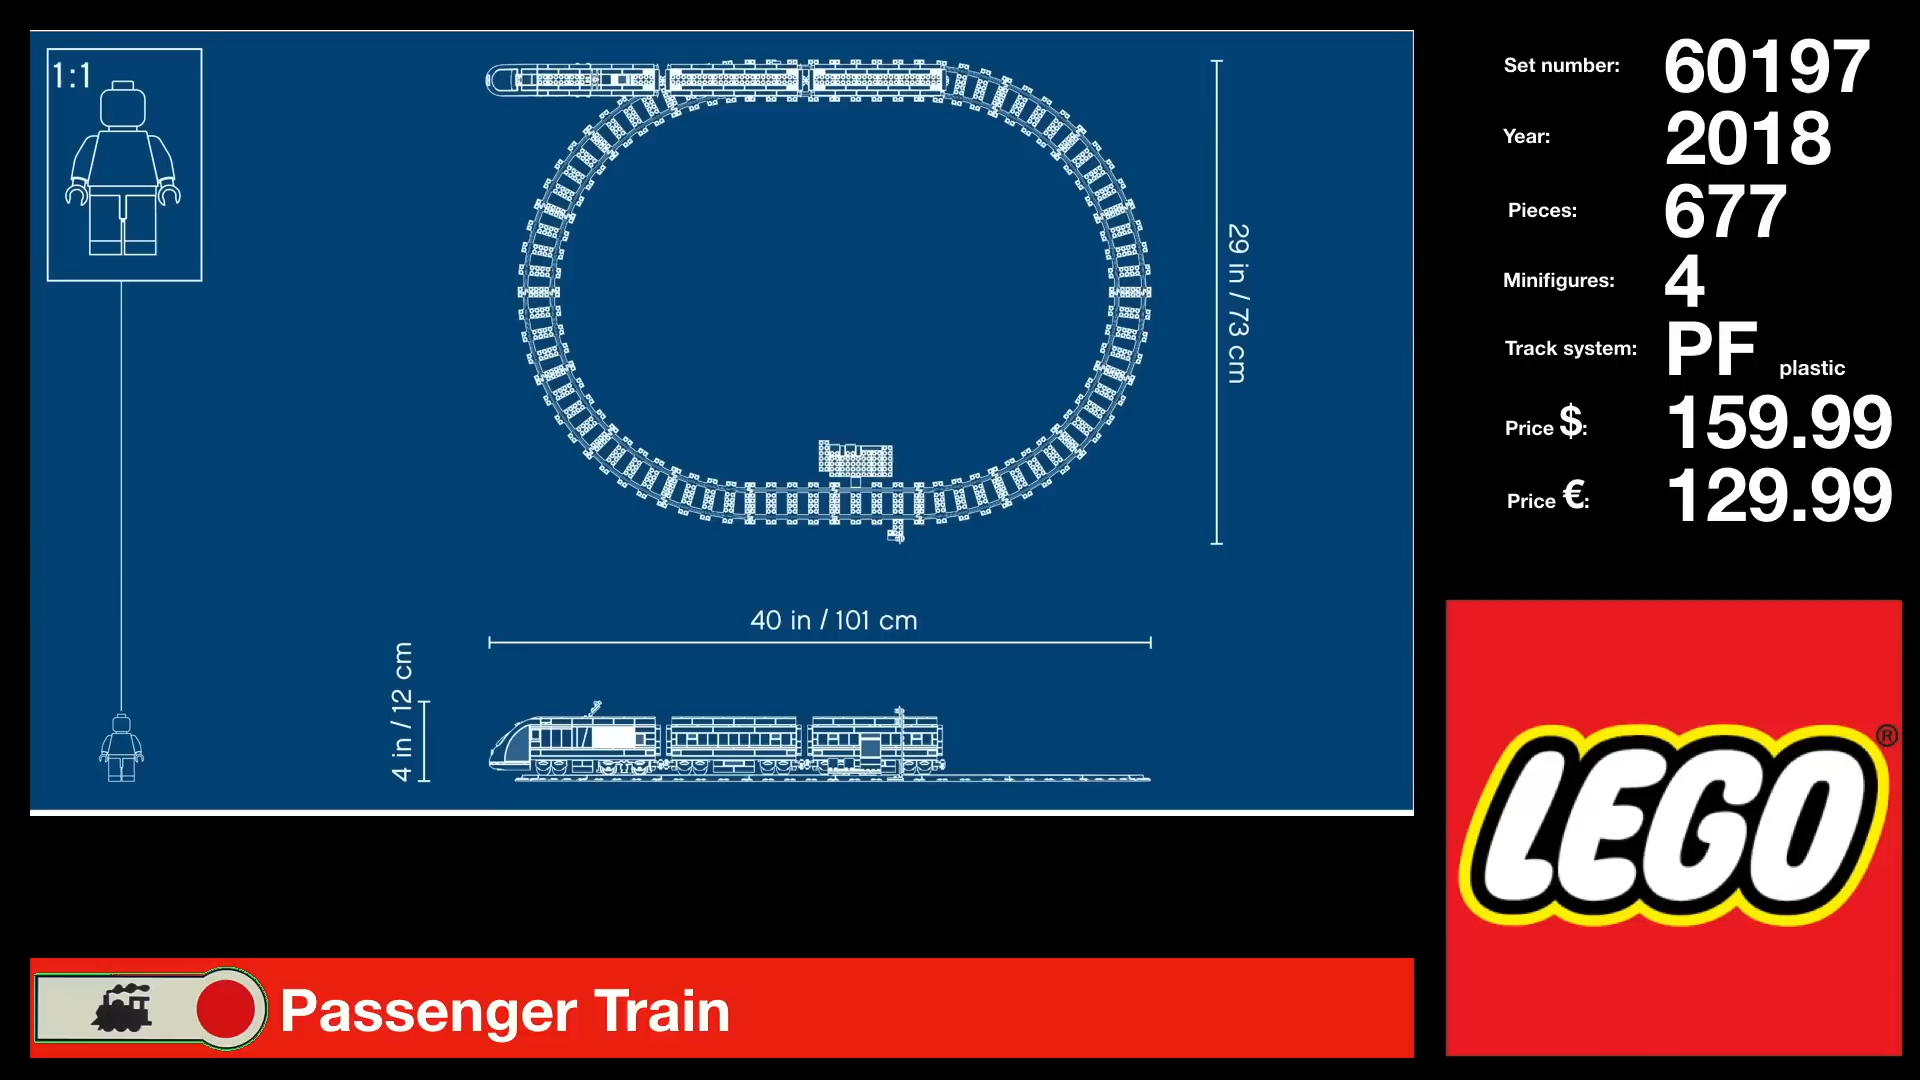 1:1
29 in / 73 cm
40 in / 101 cm
4 in / 12 cm
Set number: 60197
Year: 2018
Pieces: 677
Minifigures: 4
Track system: PF plastic
Price $: 159.99
Price €: 129.99
LEGO®
Passenger Train